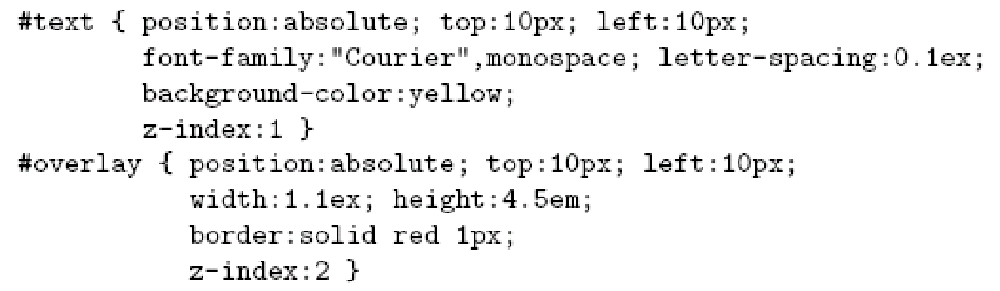 #text { position:absolute; top:10px; left:10px;
font-family:"Courier",monospace; letter-spacing:0.1ex;
background-color:yellow;
z-index:1 }
#overlay { position:absolute; top:10px; left:10px;
width:1.1ex; height:4.5em;
border:solid red 1px;
z-index:2 }